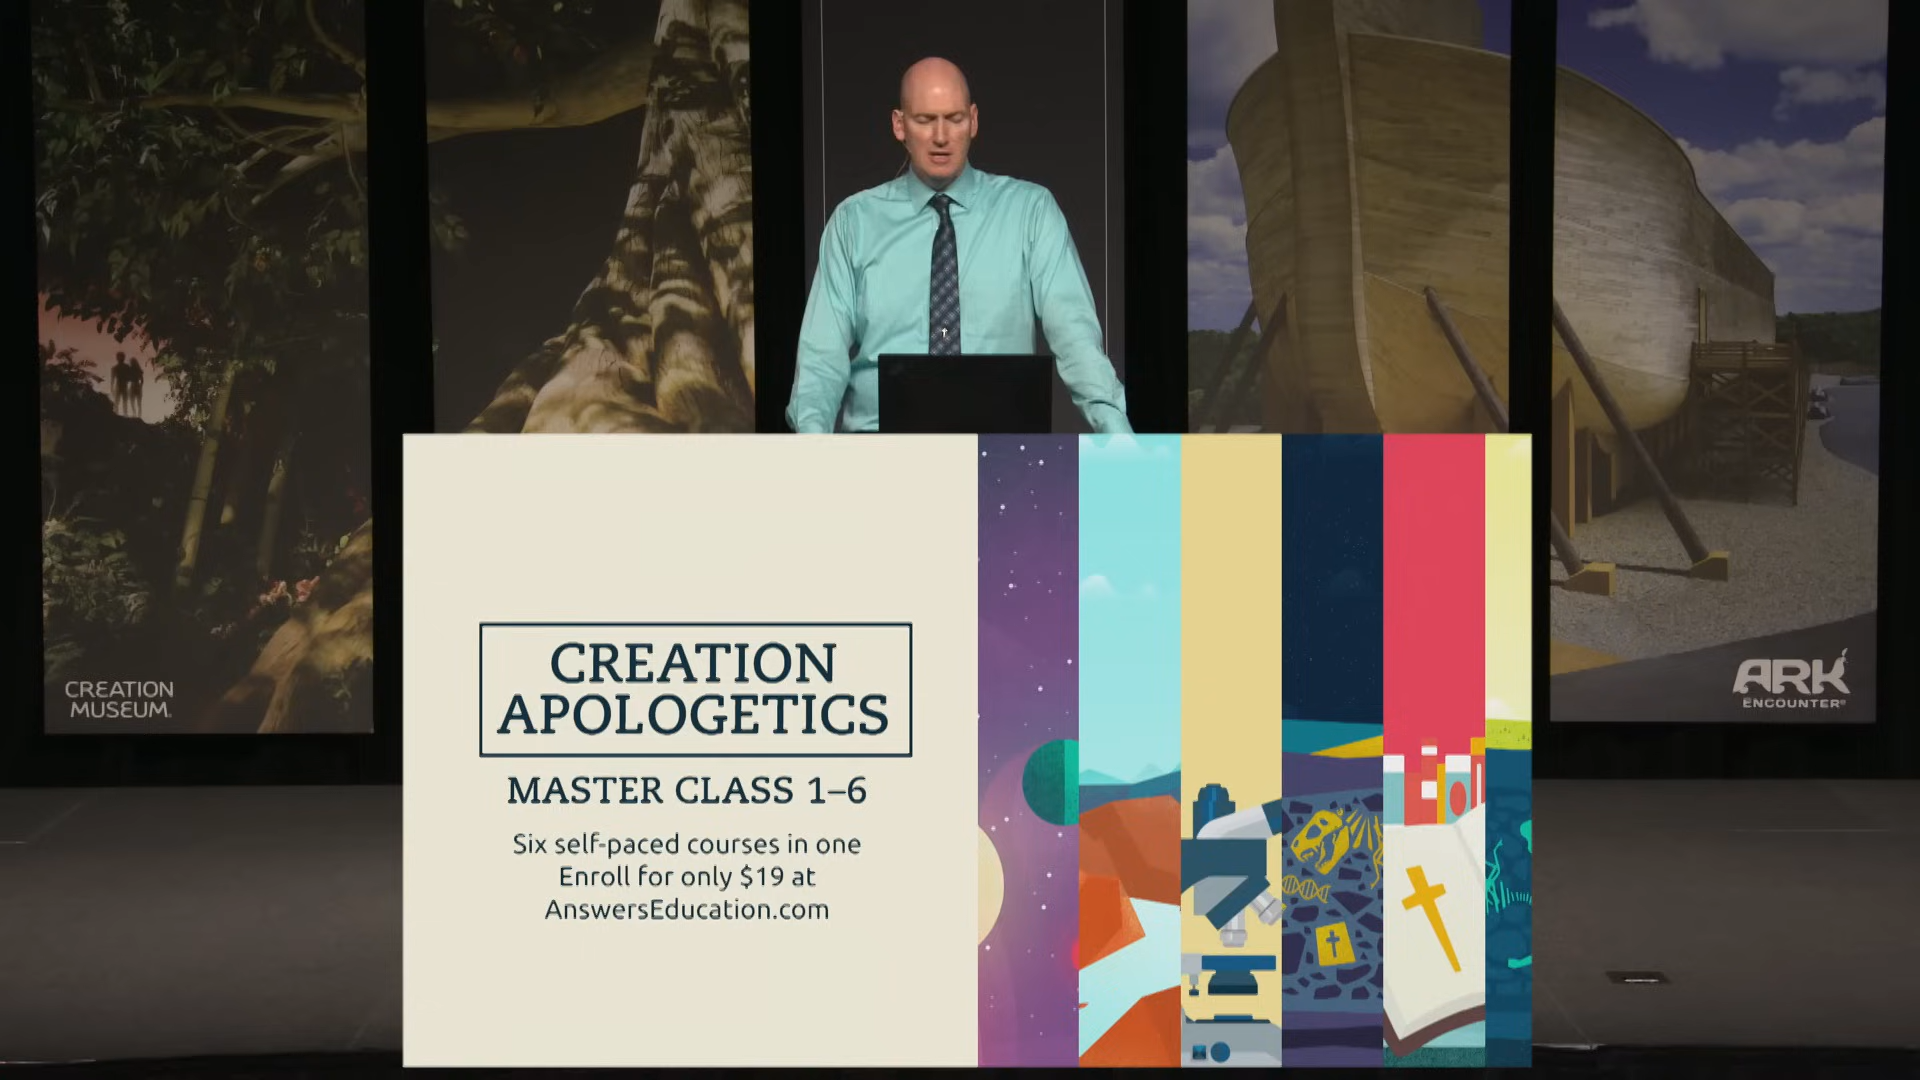 CREATION
MUSEUM
ARK
ENCOUNTER
CREATION
APOLOGETICS
MASTER CLASS 1–6
Six self-paced courses in one
Enroll for only $19 at
AnswersEducation.com